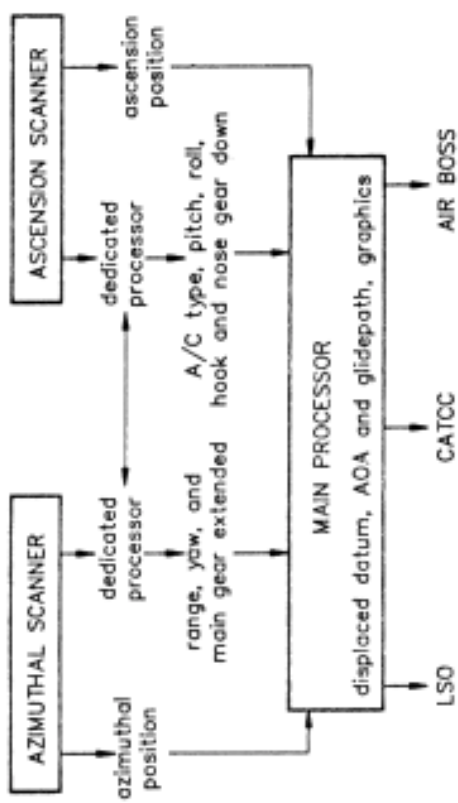 AZIMUTHAL SCANNER
ASCENSION SCANNER
azimuthal
position
dedicated
processor
dedicated
processor
ascension
position
range, yaw, and
main gear extended
A/C type, pitch, roll,
hook and nose gear down
MAIN PROCESSOR
displaced datum, AOA and glidepath, graphics
LSO
CATCC
AIR BOSS